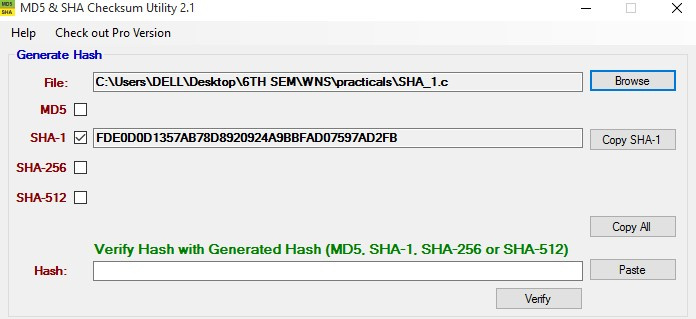 MD5 SHA MD5 & SHA Checksum Utility 2.1
Help Check out Pro Version
Generate Hash
File: C:\Users\DELL\Desktop\6TH SEM\WNS\practicals\SHA_1.c Browse
MD5
SHA-1 FDE0D0D1357AB78D8920924A9BBFAD07597AD2FB Copy SHA-1
SHA-256
SHA-512
Copy All
Verify Hash with Generated Hash (MD5, SHA-1, SHA-256 or SHA-512)
Hash: Paste
Verify